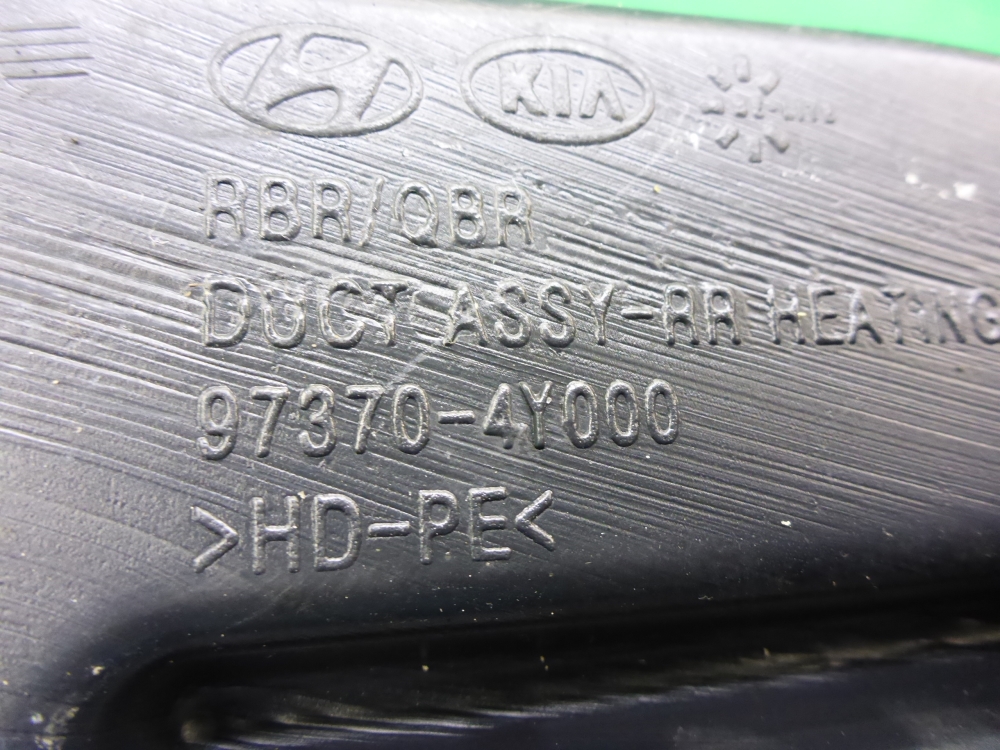 KIA
RBR/QBR
DUCT ASSY-RR HEATING
97370-4Y000
>HD-PE<